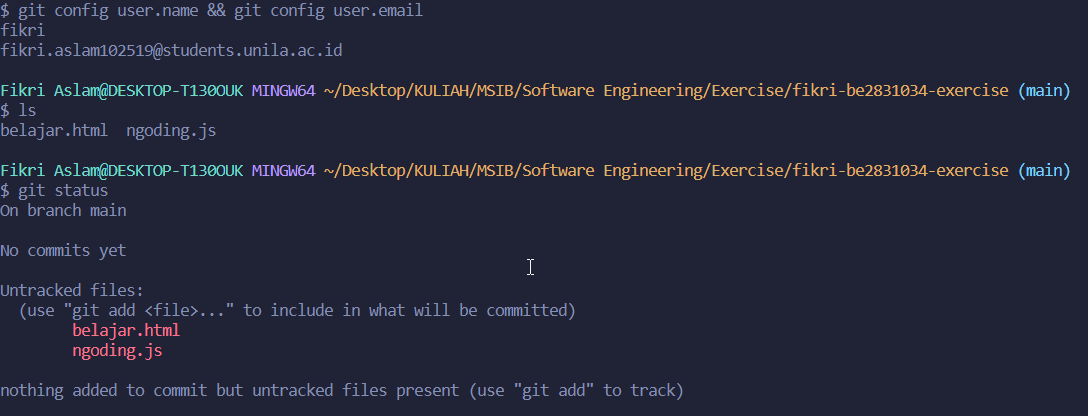 $ git config user.name && git config user.email
fikri
fikri.aslam102519@students.unila.ac.id
Fikri Aslam@DESKTOP-T130OUK MINGW64 ~/Desktop/KULIAH/MSIB/Software Engineering/Exercise/fikri-be2831034-exercise (main)
$ ls
belajar.html  ngoding.js
Fikri Aslam@DESKTOP-T130OUK MINGW64 ~/Desktop/KULIAH/MSIB/Software Engineering/Exercise/fikri-be2831034-exercise (main)
$ git status
On branch main
No commits yet
Untracked files:
  (use "git add <file>..." to include in what will be committed)
        belajar.html
        ngoding.js
nothing added to commit but untracked files present (use "git add" to track)